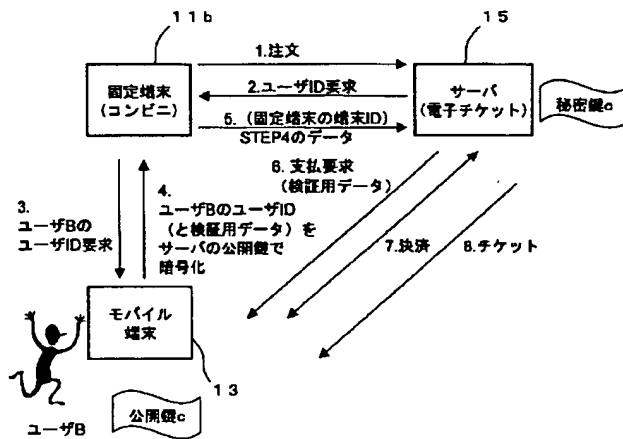 11b
15
1.注文
固定端末
(コンビニ)
2.ユーザID要求
サーバ
(電子チケット)
秘密鍵c
5. (固定端末の端末ID)
STEP4のデータ
6. 支払要求
(検証用データ)
3.
ユーザBの
ユーザID要求
4.
ユーザBのユーザID
(と検証用データ)を
サーバの公開鍵で
暗号化
7.決済
8.チケット
モバイル
端末
13
ユーザB
公開鍵c